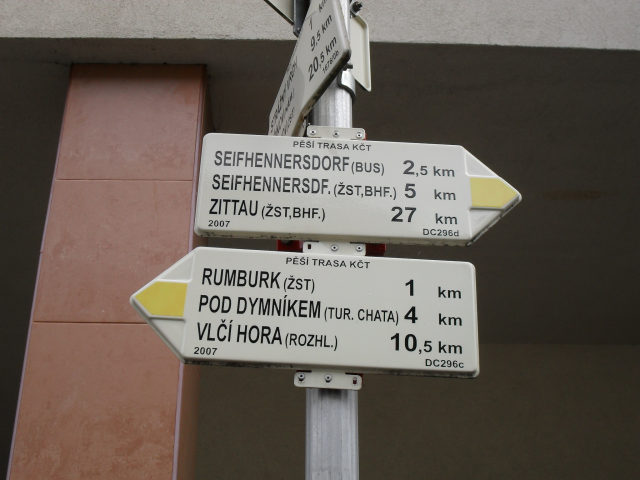 1 km
9,5 km
20,5 km
PĚŠÍ TRASA KČT
SEIFHENNERSDORF (BUS) 2,5 km
SEIFHENNERSDF. (ŽST,BHF.) 5 km
ZITTAU (ŽST,BHF.) 27 km
2007 DC296d
PĚŠÍ TRASA KČT
RUMBURK (ŽST) 1 km
POD DYMNÍKEM (TUR. CHATA) 4 km
VLČÍ HORA (ROZHL.) 10,5 km
2007 DC296c